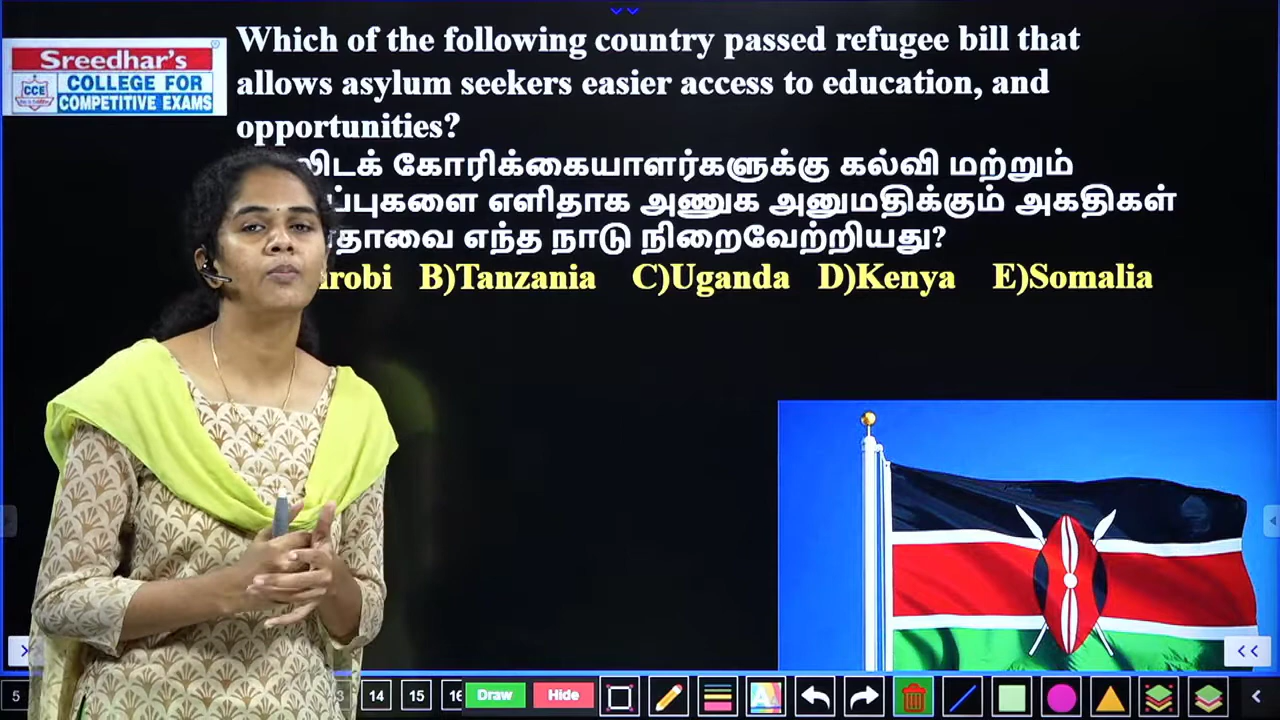 Sreedhar's
CCE
COLLEGE FOR
COMPETITIVE EXAMS
Which of the following country passed refugee bill that
allows asylum seekers easier access to education, and
opportunities?
கோரிக்கையாளர்களுக்கு கல்வி மற்றும்
எளிதாக அணுக அனுமதிக்கும் அகதிகள்
எந்த நாடு நிறைவேற்றியது?
B)Tanzania C)Uganda D)Kenya E)Somalia
5 14 15 Draw Hide